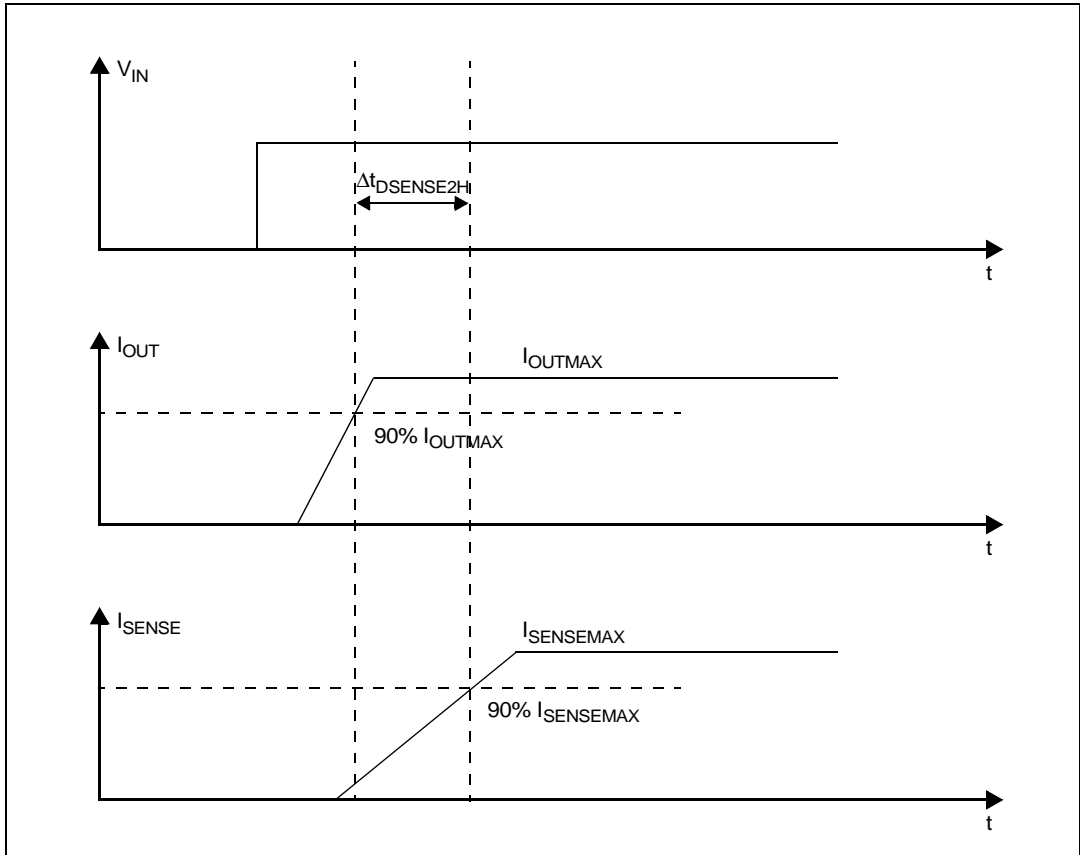 V_IN
Δt_DSENSE2H
t
I_OUT
I_OUTMAX
90% I_OUTMAX
t
I_SENSE
I_SENSEMAX
90% I_SENSEMAX
t